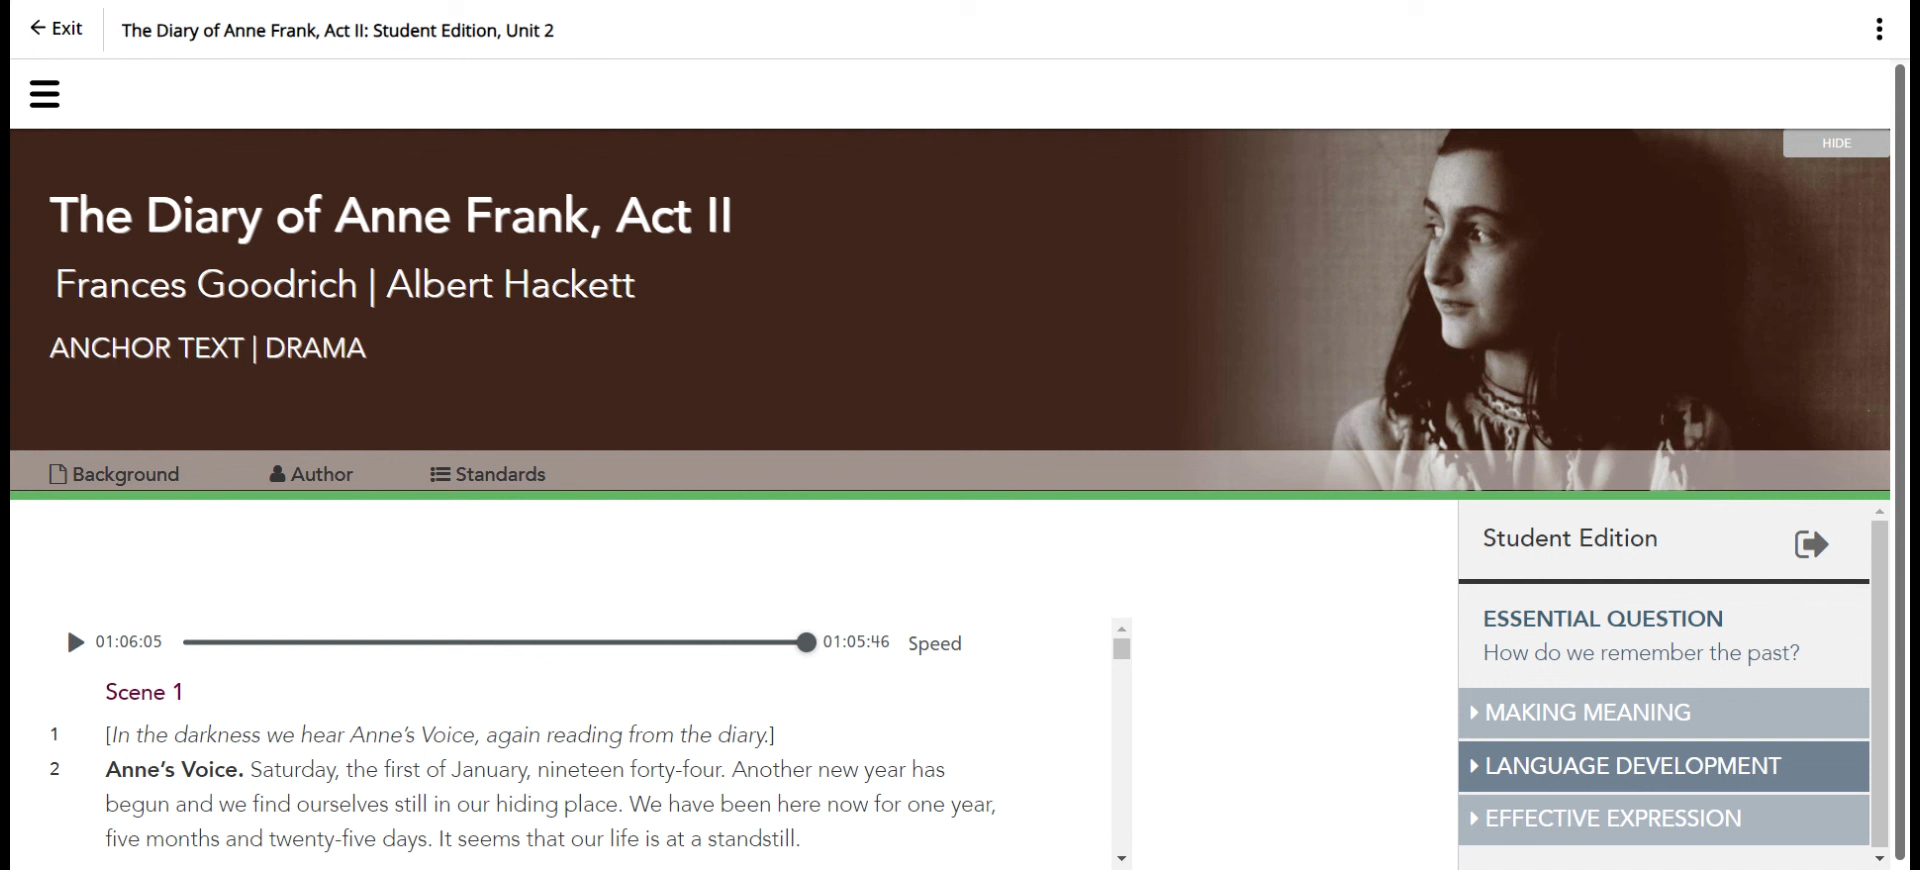 Exit
The Diary of Anne Frank, Act II: Student Edition, Unit 2
HIDE
The Diary of Anne Frank, Act II
Frances Goodrich | Albert Hackett
ANCHOR TEXT | DRAMA
Background
Author
Standards
01:06:05
01:05:46
Speed
Scene 1
1 [In the darkness we hear Anne's Voice, again reading from the diary.]
2 Anne's Voice. Saturday, the first of January, nineteen forty-four. Another new year has
begun and we find ourselves still in our hiding place. We have been here now for one year,
five months and twenty-five days. It seems that our life is at a standstill.
Student Edition
ESSENTIAL QUESTION
How do we remember the past?
MAKING MEANING
LANGUAGE DEVELOPMENT
EFFECTIVE EXPRESSION